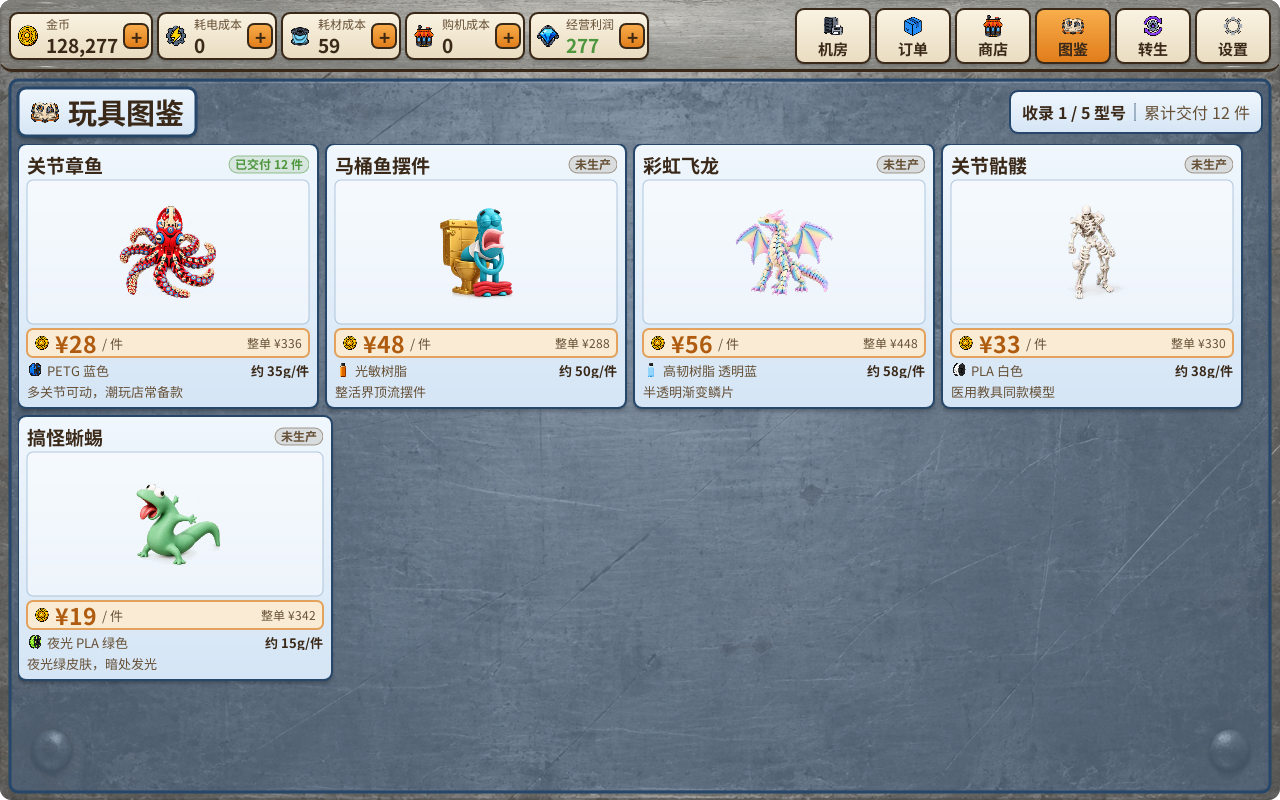 金币
128,277 +
耗电成本
0 +
耗材成本
59 +
购机成本
0 +
经营利润
277 +
机房
订单
商店
图鉴
转生
设置
玩具图鉴
收录 1 / 5 型号 | 累计交付 12 件
关节章鱼 已交付 12 件
¥28 / 件 整单 ¥336
PETG 蓝色 约 35g/件
多关节可动，潮玩店常备款
马桶鱼摆件 未生产
¥48 / 件 整单 ¥288
光敏树脂 约 50g/件
整活界顶流摆件
彩虹飞龙 未生产
¥56 / 件 整单 ¥448
高韧树脂 透明蓝 约 58g/件
半透明渐变鳞片
关节骷髅 未生产
¥33 / 件 整单 ¥330
PLA 白色 约 38g/件
医用教具同款模型
搞怪蜥蜴 未生产
¥19 / 件 整单 ¥342
夜光 PLA 绿色 约 15g/件
夜光绿皮肤，暗处发光